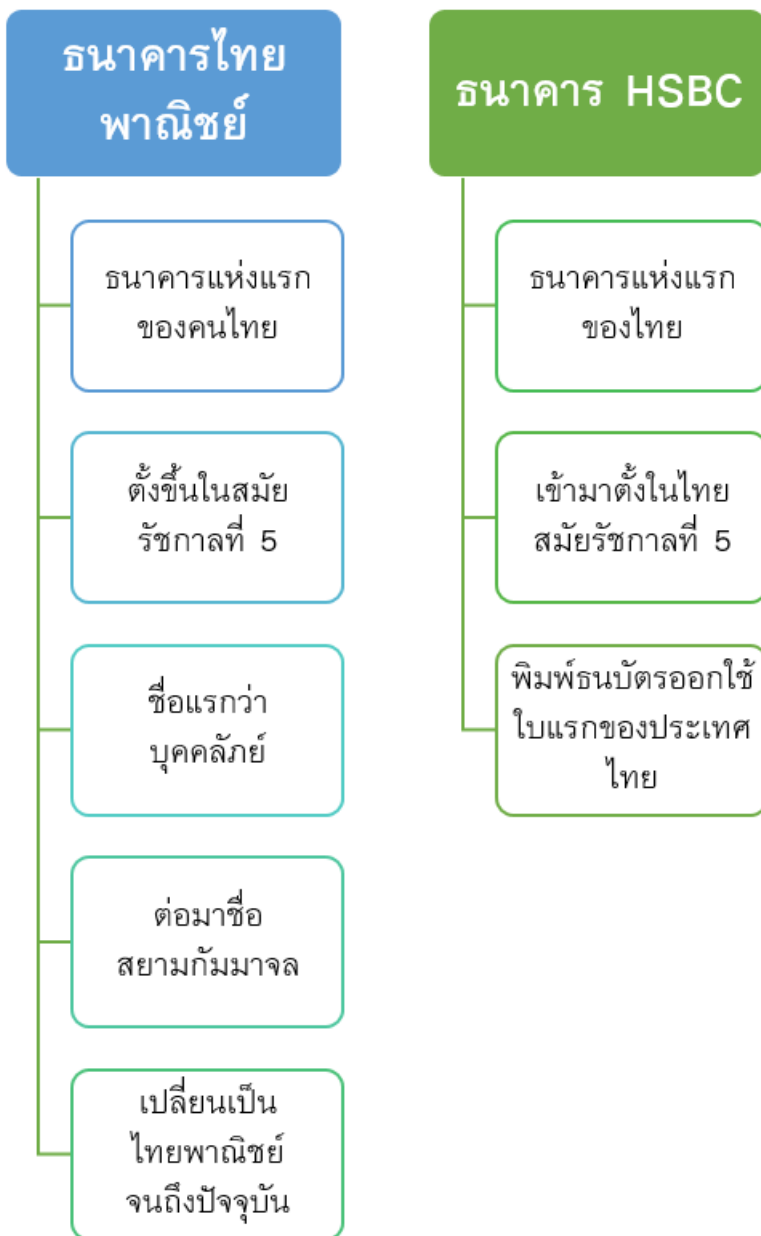 ธนาคารไทย
พาณิชย์
ธนาคารแห่งแรก
ของคนไทย
ตั้งขึ้นในสมัย
รัชกาลที่ 5
ชื่อแรกว่า
บุคคลัภย์
ต่อมาชื่อ
สยามกัมมาจล
เปลี่ยนเป็น
ไทยพาณิชย์
จนถึงปัจจุบัน
ธนาคาร HSBC
ธนาคารแห่งแรก
ของไทย
เข้ามาตั้งในไทย
สมัยรัชกาลที่ 5
พิมพ์ธนบัตรออกใช้
ใบแรกของประเทศ
ไทย